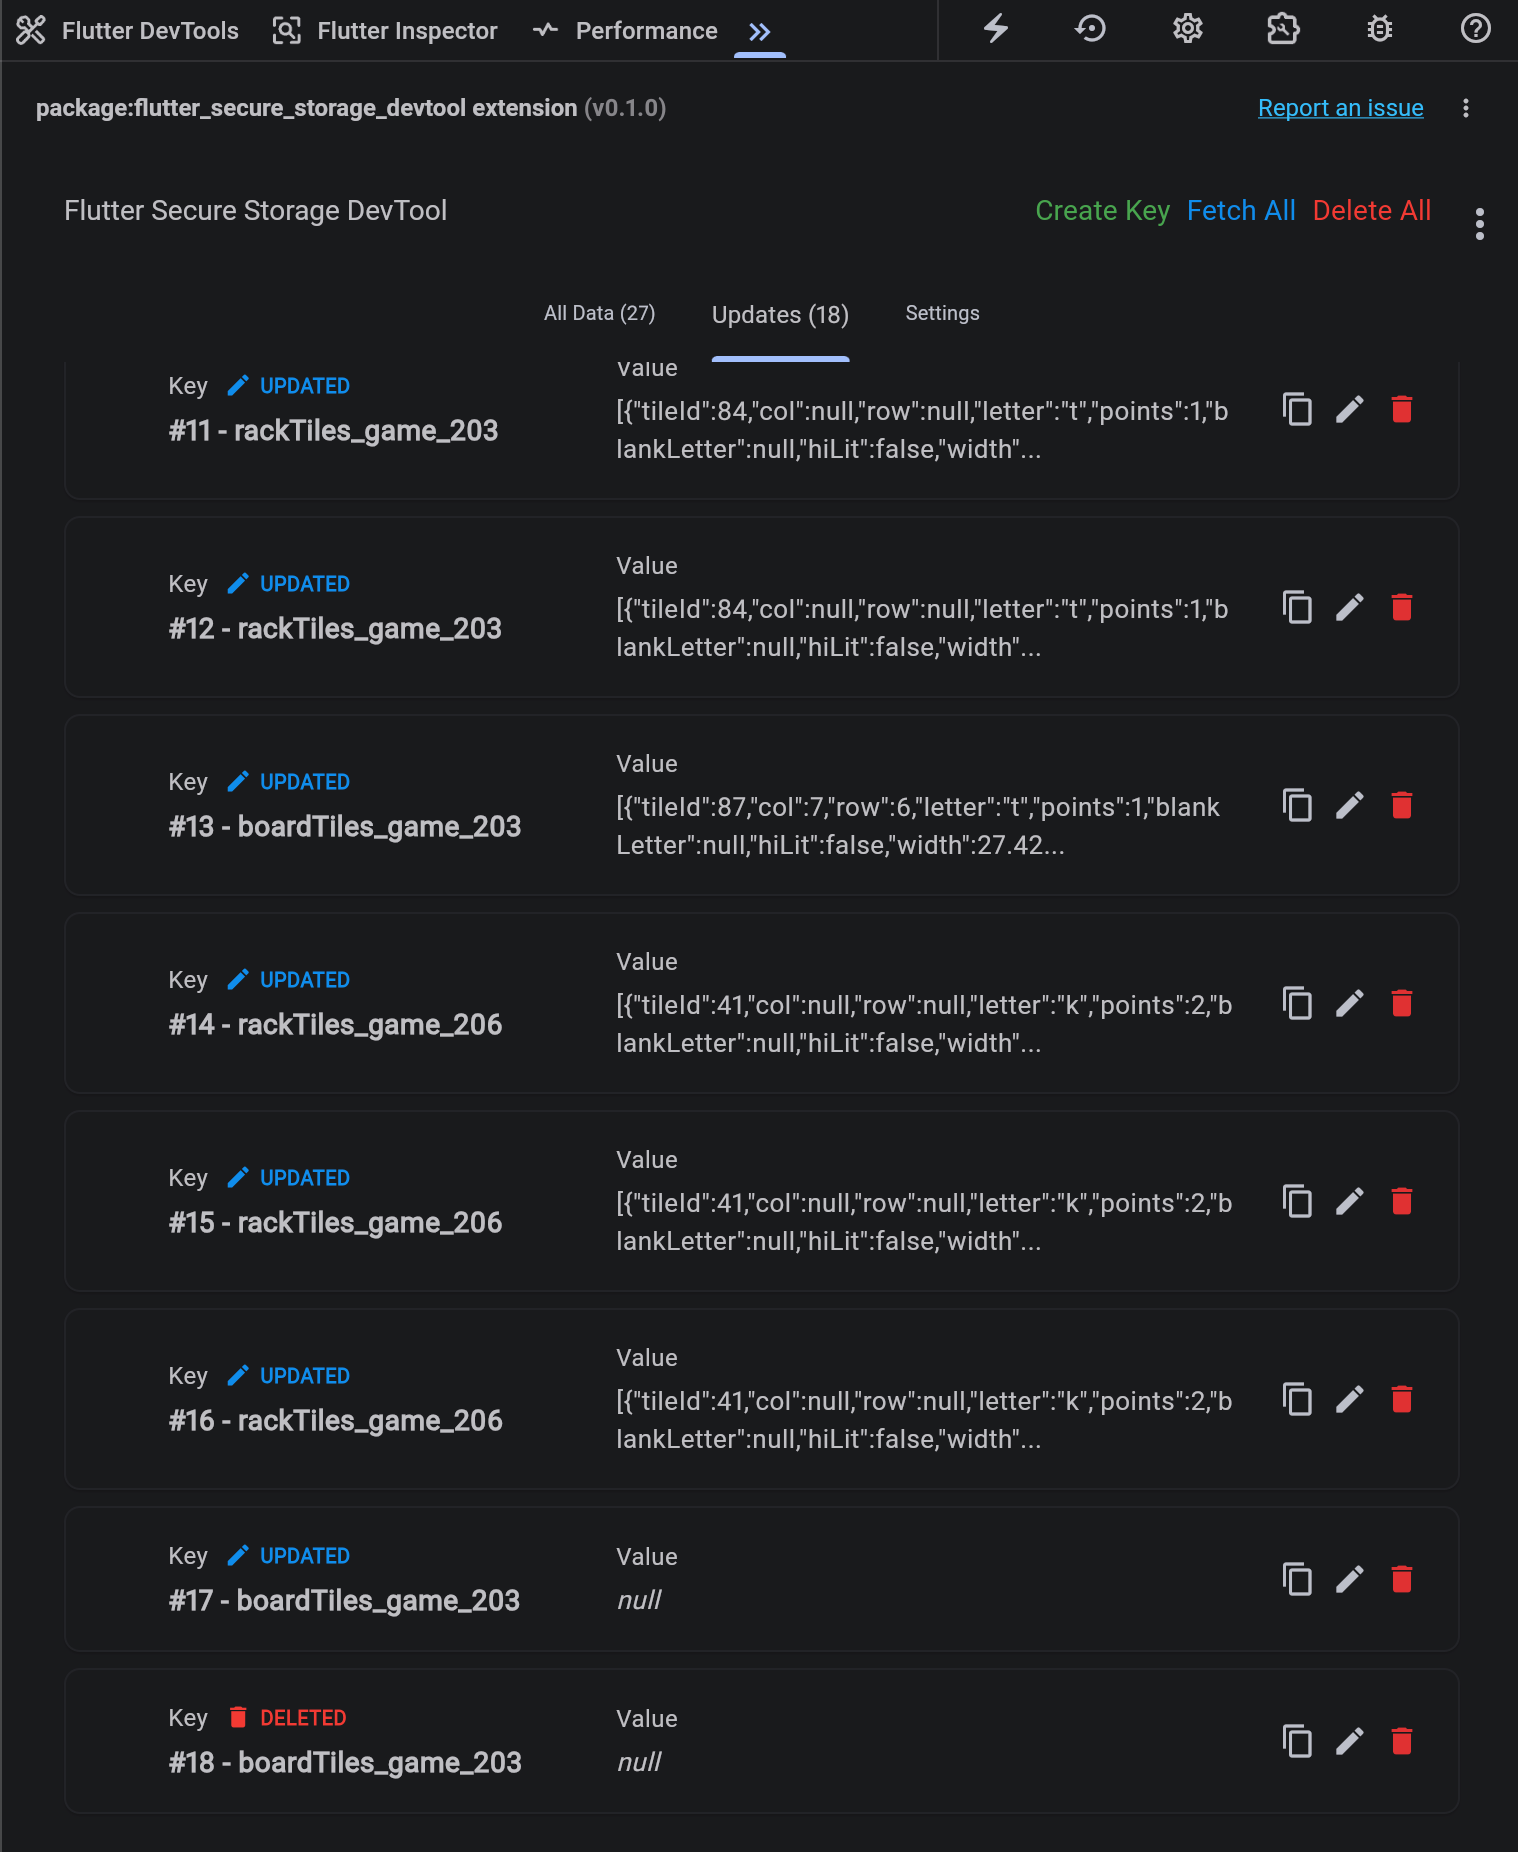 Flutter DevTools Flutter Inspector Performance
package:flutter_secure_storage_devtool extension (v0.1.0) Report an issue
Flutter Secure Storage DevTool Create Key Fetch All Delete All
All Data (27) Updates (18) Settings
Key UPDATED
#11 - rackTiles_game_203
Value
[{"tileId":84,"col":null,"row":null,"letter":"t","points":1,"b
lankLetter":null,"hiLit":false,"width"...
Key UPDATED
#12 - rackTiles_game_203
Value
[{"tileId":84,"col":null,"row":null,"letter":"t","points":1,"b
lankLetter":null,"hiLit":false,"width"...
Key UPDATED
#13 - boardTiles_game_203
Value
[{"tileId":87,"col":7,"row":6,"letter":"t","points":1,"blank
Letter":null,"hiLit":false,"width":27.42...
Key UPDATED
#14 - rackTiles_game_206
Value
[{"tileId":41,"col":null,"row":null,"letter":"k","points":2,"b
lankLetter":null,"hiLit":false,"width"...
Key UPDATED
#15 - rackTiles_game_206
Value
[{"tileId":41,"col":null,"row":null,"letter":"k","points":2,"b
lankLetter":null,"hiLit":false,"width"...
Key UPDATED
#16 - rackTiles_game_206
Value
[{"tileId":41,"col":null,"row":null,"letter":"k","points":2,"b
lankLetter":null,"hiLit":false,"width"...
Key UPDATED
#17 - boardTiles_game_203
Value
null
Key DELETED
#18 - boardTiles_game_203
Value
null